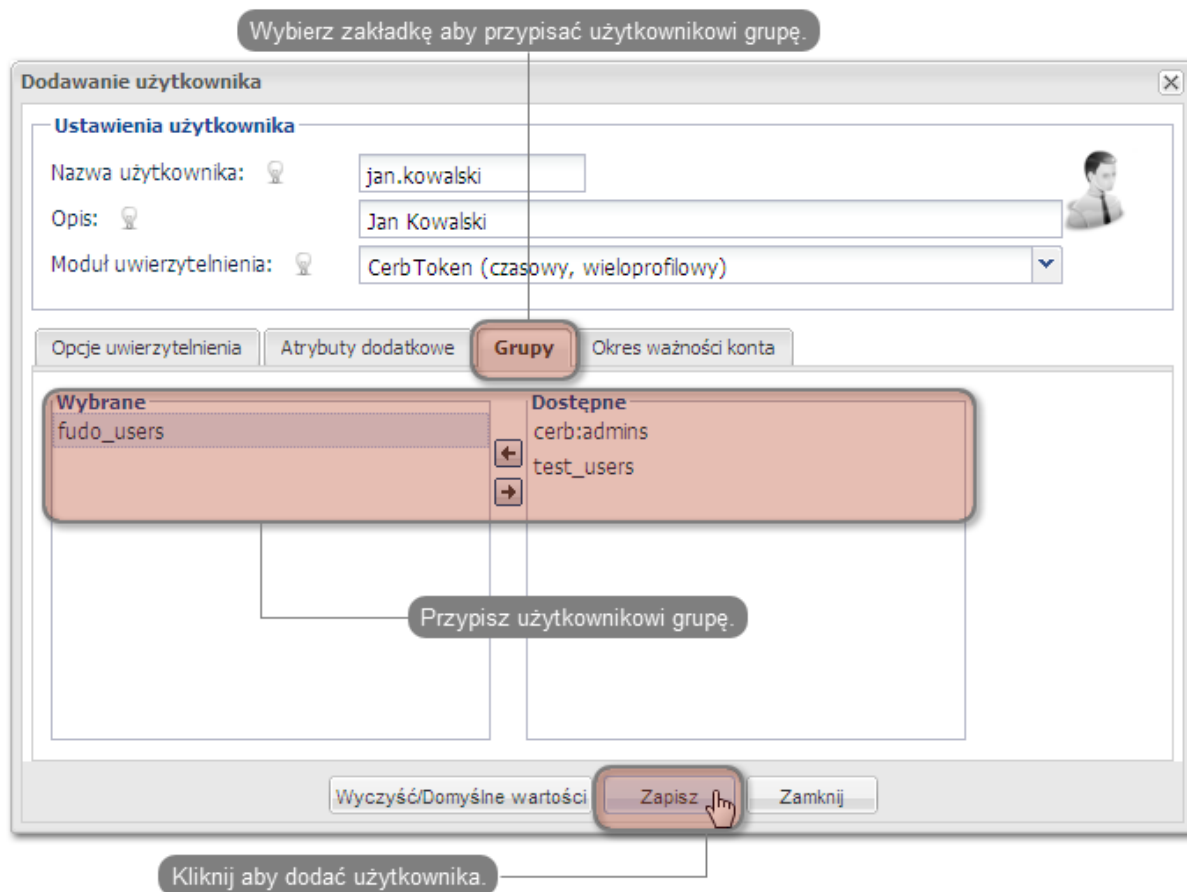 Wybierz zakładkę aby przypisać użytkownikowi grupę.
Dodawanie użytkownika
Ustawienia użytkownika
Nazwa użytkownika: jan.kowalski
Opis: Jan Kowalski
Moduł uwierzytelnienia: CerbToken (czasowy, wieloprofilowy)
Opcje uwierzytelnienia Atrybuty dodatkowe Grupy Okres ważności konta
Wybrane Dostępne
fudo_users cerb:admins
test_users
Przypisz użytkownikowi grupę.
Wyczyść/Domyślne wartości Zapisz Zamknij
Kliknij aby dodać użytkownika.